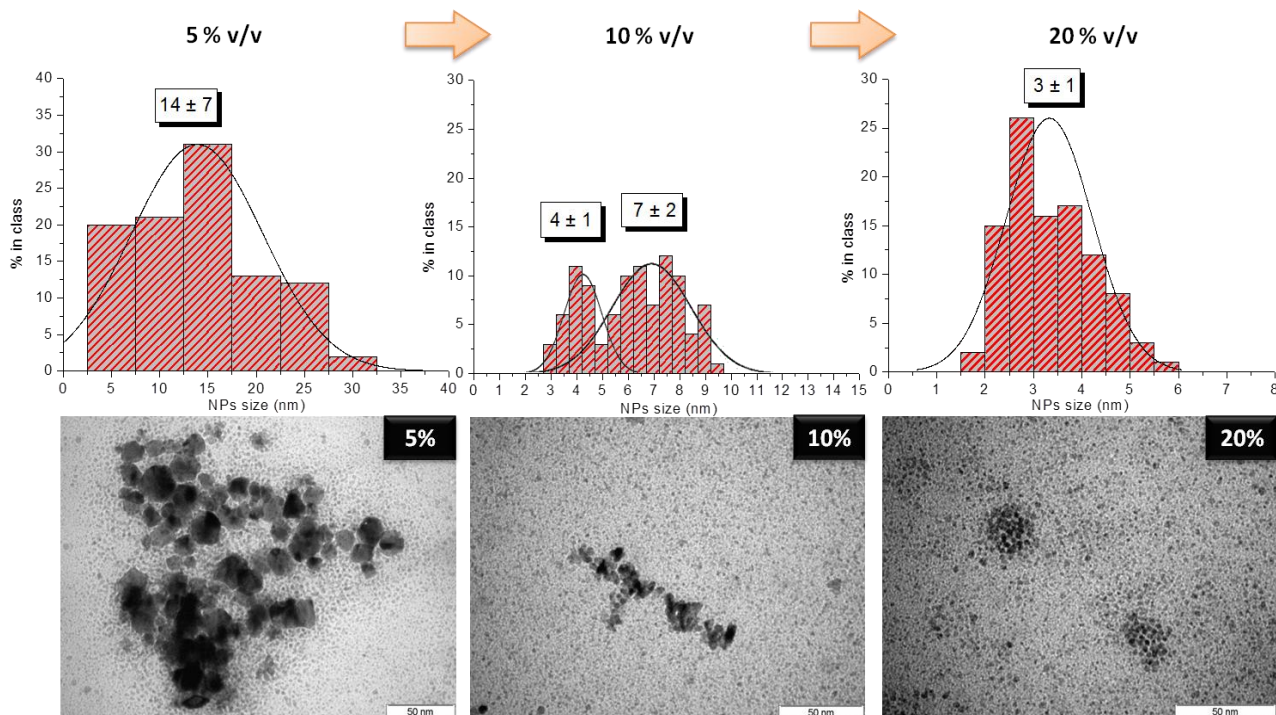 5 % v/v
10 % v/v
20 % v/v
14 ± 7
% in class
40
35
30
25
20
15
10
5
0
0 5 10 15 20 25 30 35 40
NPs size (nm)
4 ± 1
7 ± 2
% in class
30
25
20
15
10
5
0
0 1 2 3 4 5 6 7 8 9 10 11 12 13 14 15
NPs size (nm)
3 ± 1
% in class
30
25
20
15
10
5
0
0 1 2 3 4 5 6 7 8
NPs size (nm)
5%
50 nm
10%
50 nm
20%
50 nm